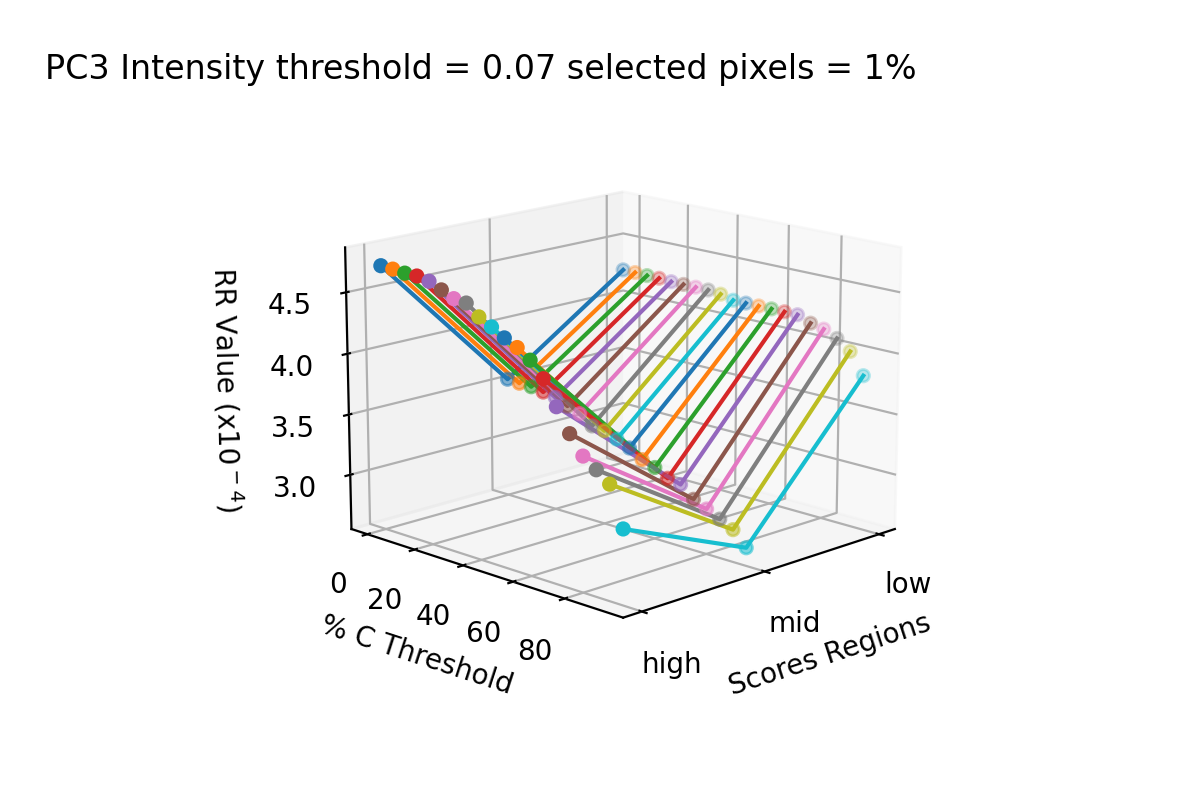 PC3 Intensity threshold = 0.07 selected pixels = 1%
RR Value (x10⁻⁴)
4.5
4.0
3.5
3.0
0
20
40
60
80
% C Threshold
high
mid
low
Scores Regions